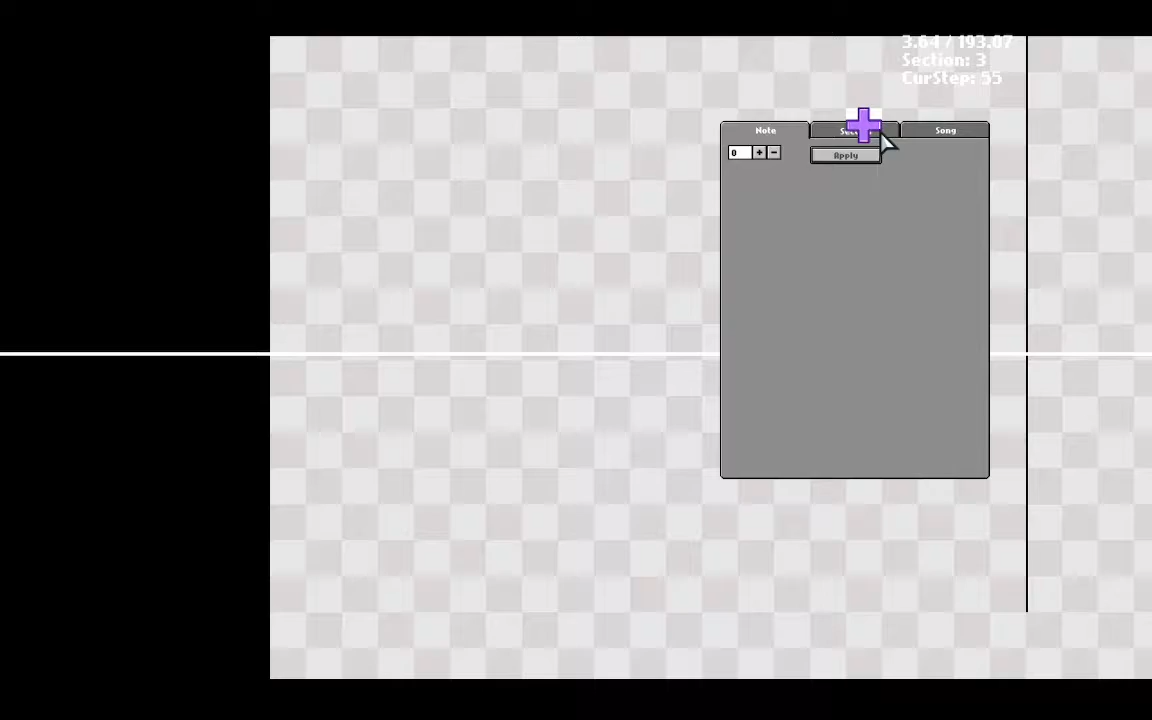 3.64 / 193.07
Section: 3
CurStep: 55
Note
Song
0 + -
Apply